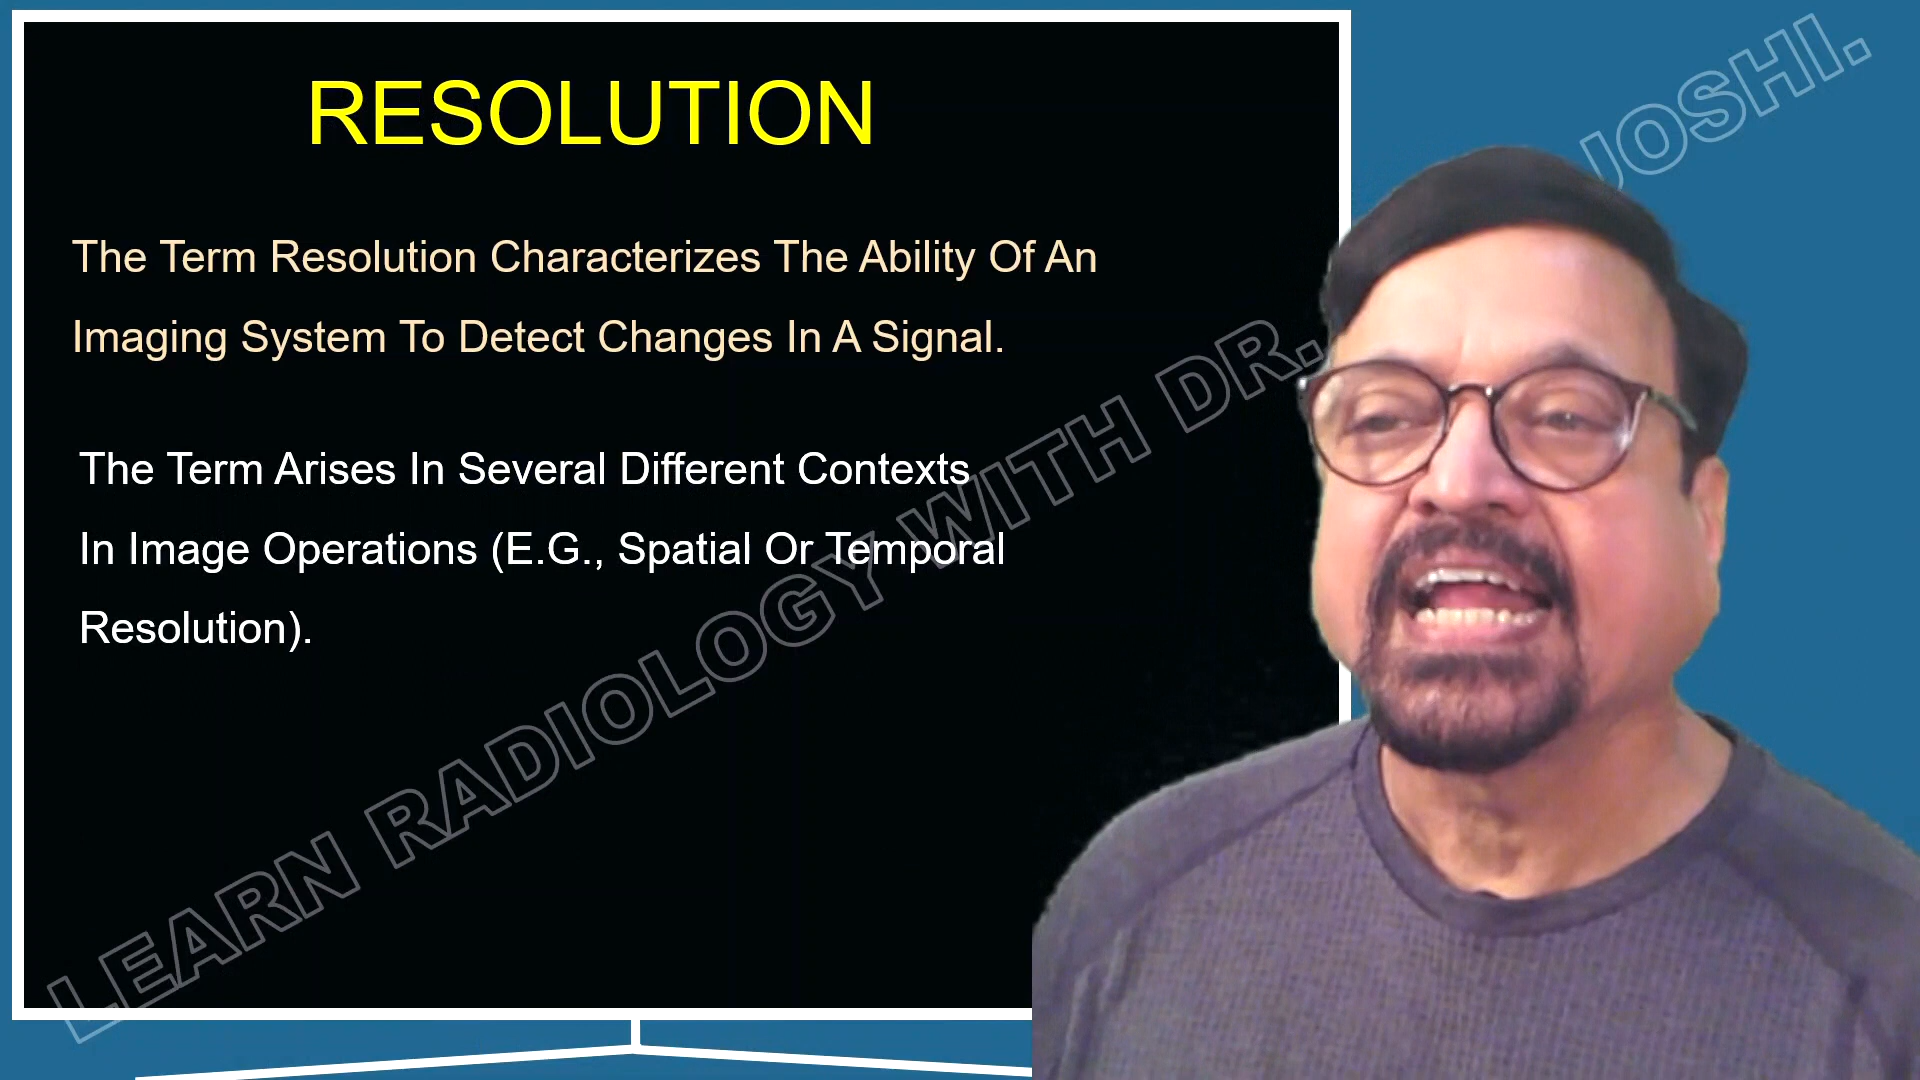 RESOLUTION
The Term Resolution Characterizes The Ability Of An
Imaging System To Detect Changes In A Signal.
The Term Arises In Several Different Contexts
In Image Operations (E.G., Spatial Or Temporal
Resolution).
LEARN RADIOLOGY WITH DR. JOSHI.